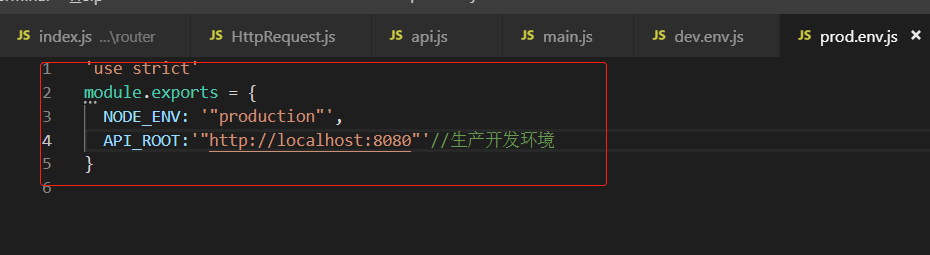 Help
JS index.js ...\router JS HttpRequest.js JS api.js JS main.js JS dev.env.js JS prod.env.js ×
1 'use strict'
2 module.exports = {
3 NODE_ENV: '"production"',
4 API_ROOT:'"http://localhost:8080"'//生产开发环境
5 }
6